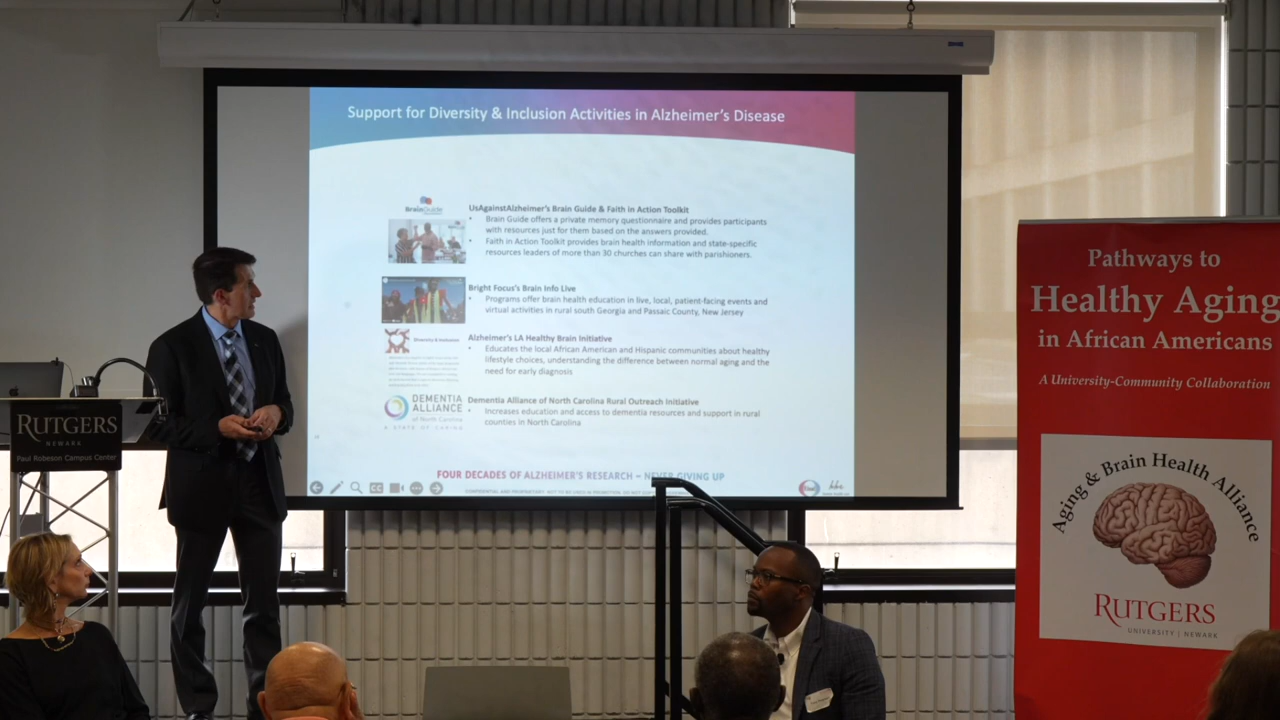 Support for Diversity & Inclusion Activities in Alzheimer's Disease
BrainGuide
UsAgainstAlzheimer's Brain Guide & Faith in Action Toolkit
• Brain Guide offers a private memory questionnaire and provides participants
with resources just for them based on the answers provided.
• Faith in Action Toolkit provides brain health information and state-specific
resources leaders of more than 30 churches can share with parishioners.
Bright Focus's Brain Info Live
• Programs offer brain health education in live, local, patient-facing events and
virtual activities in rural south Georgia and Passaic County, New Jersey
Diversity & Inclusion
Alzheimer's LA Healthy Brain Initiative
• Educates the local African American and Hispanic communities about healthy
lifestyle choices, understanding the difference between normal aging and the
need for early diagnosis
DEMENTIA
ALLIANCE
of North Carolina
A STATE OF CARING
Dementia Alliance of North Carolina Rural Outreach Initiative
• Increases education and access to dementia resources and support in rural
counties in North Carolina
FOUR DECADES OF ALZHEIMER'S RESEARCH – NEVER GIVING UP
CC
RUTGERS
NEWARK
Paul Robeson Campus Center
Pathways to
Healthy Aging
in African Americans
A University-Community Collaboration
Aging & Brain Health Alliance
RUTGERS
UNIVERSITY | NEWARK